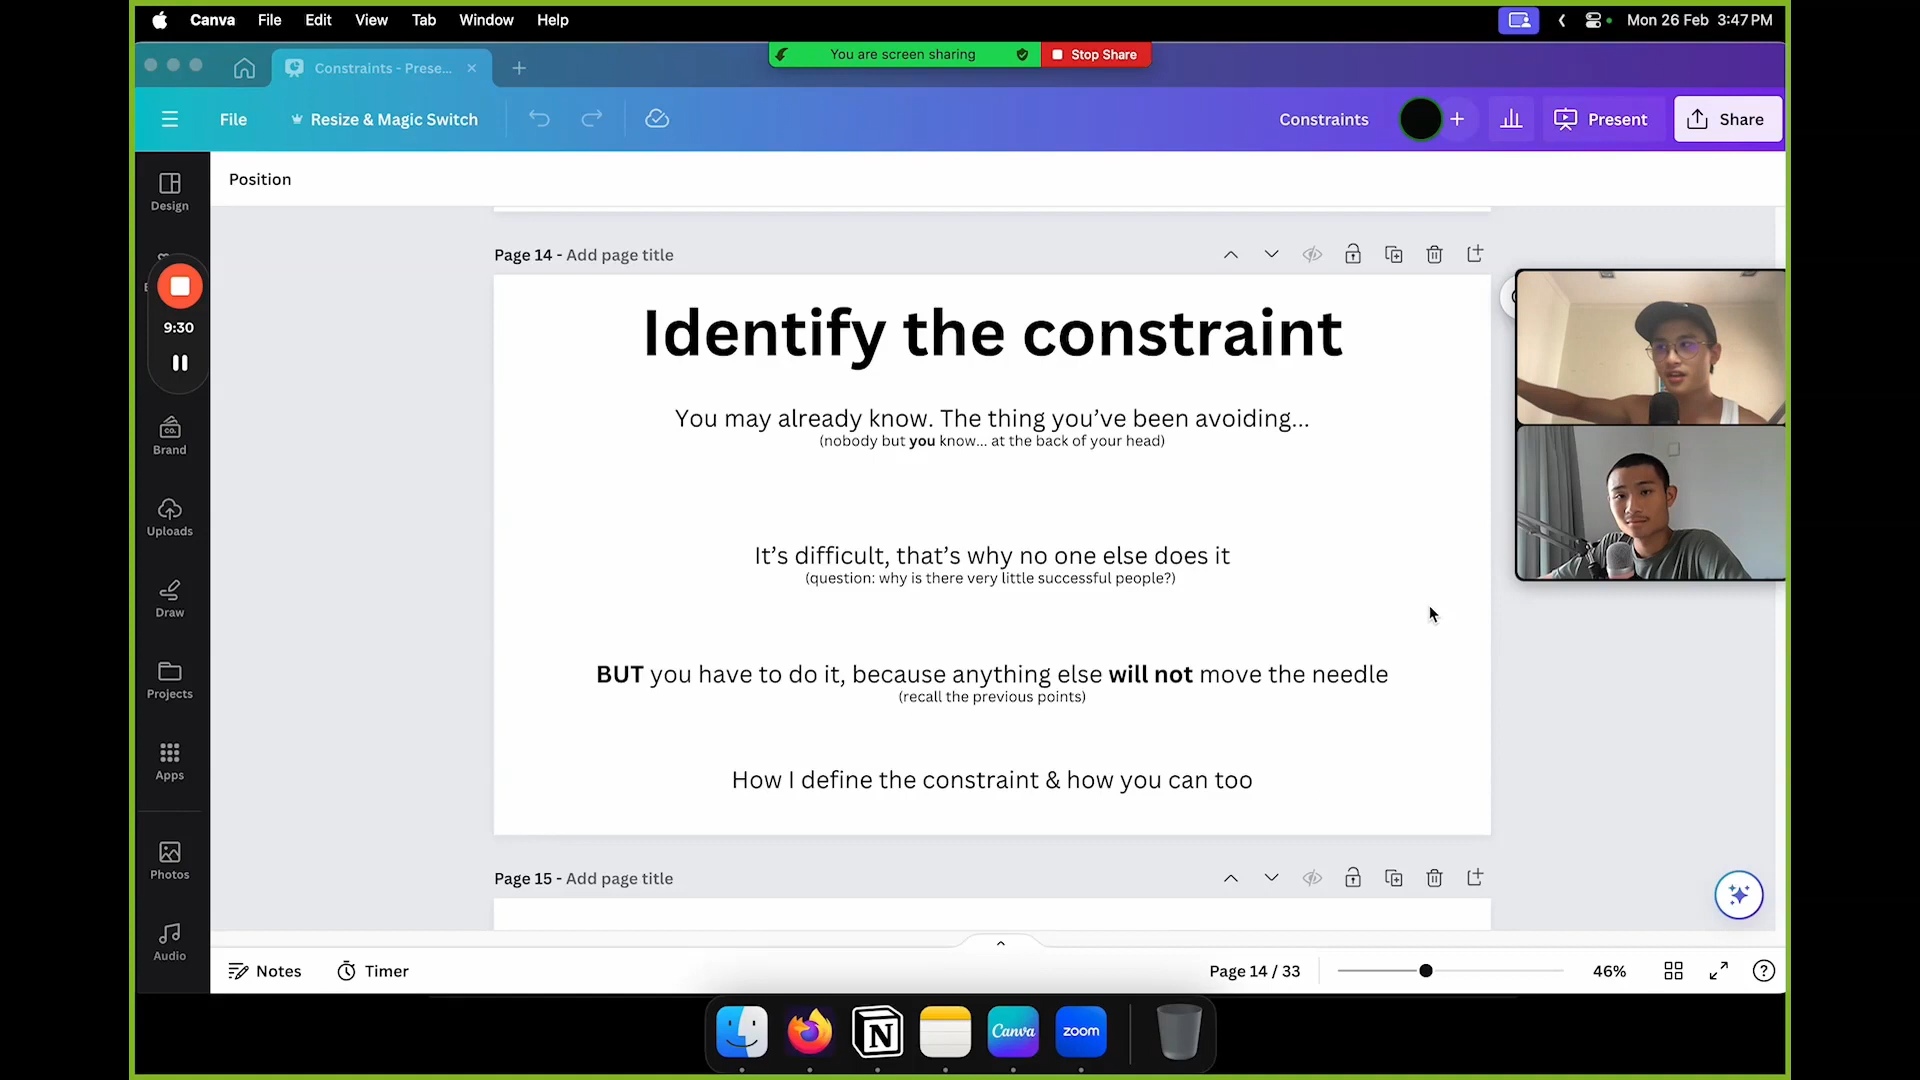 Canva File Edit View Tab Window Help
Mon 26 Feb 3:47 PM
Constraints - Prese...
You are screen sharing
Stop Share
File
Resize & Magic Switch
Constraints
Present
Share
Design
Position
9:30
Brand
Uploads
Draw
Projects
Apps
Photos
Audio
Page 14 - Add page title
Identify the constraint
You may already know. The thing you’ve been avoiding...
(nobody but you know... at the back of your head)
It’s difficult, that’s why no one else does it
(question: why is there very little successful people?)
BUT you have to do it, because anything else will not move the needle
(recall the previous points)
How I define the constraint & how you can too
Page 15 - Add page title
Notes
Timer
Page 14 / 33
46%
Canva
zoom